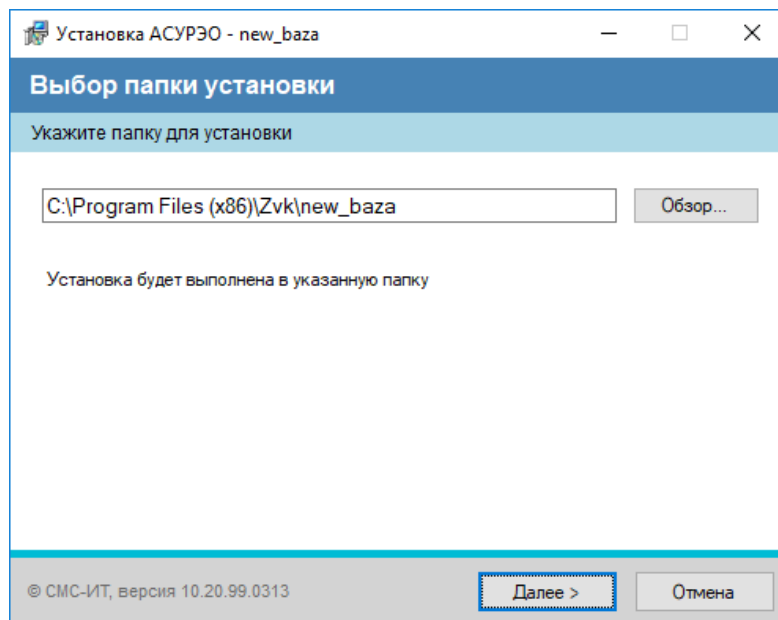 Установка АСУРЭО - new_baza
Выбор папки установки
Укажите папку для установки
C:\Program Files (x86)\Zvk\new_baza
Обзор...
Установка будет выполнена в указанную папку
© СМС-ИТ, версия 10.20.99.0313
Далее >
Отмена